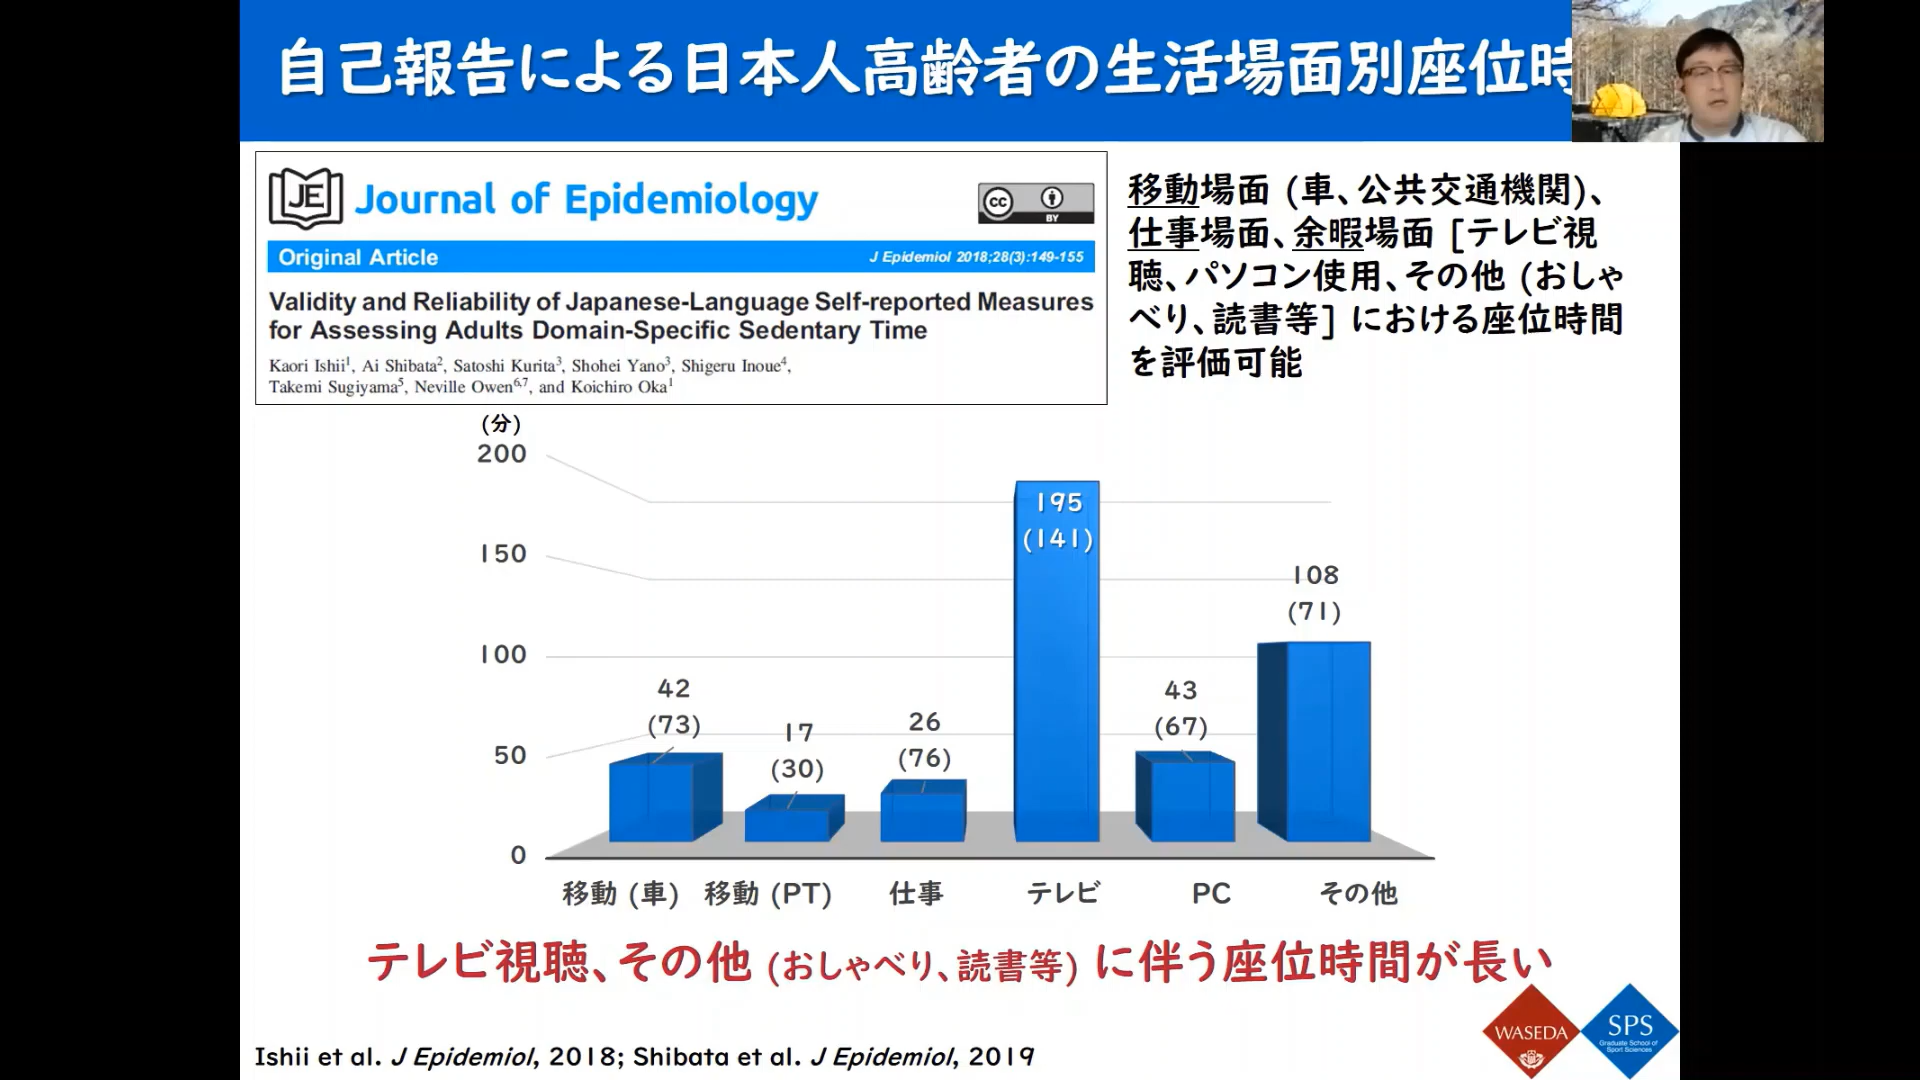 自己報告による日本人高齢者の生活場面別座位時
JE Journal of Epidemiology
cc BY
Original Article J Epidemiol 2018;28(3):149-155
Validity and Reliability of Japanese-Language Self-reported Measures
for Assessing Adults Domain-Specific Sedentary Time
Kaori Ishii1, Ai Shibata2, Satoshi Kurita3, Shohei Yano3, Shigeru Inoue4,
Takemi Sugiyama5, Neville Owen6,7, and Koichiro Oka1
移動場面 (車、公共交通機関)、
仕事場面、余暇場面 [テレビ視
聴、パソコン使用、その他 (おしゃ
べり、読書等] における座位時間
を評価可能
(分)
200
150
100
50
0
42
(73)
17
(30)
26
(76)
195
(141)
43
(67)
108
(71)
移動 (車) 移動 (PT) 仕事 テレビ PC その他
テレビ視聴、その他 (おしゃべり、読書等) に伴う座位時間が長い
Ishii et al. J Epidemiol, 2018; Shibata et al. J Epidemiol, 2019
WASEDA
SPS
Graduate School of
Sport Sciences